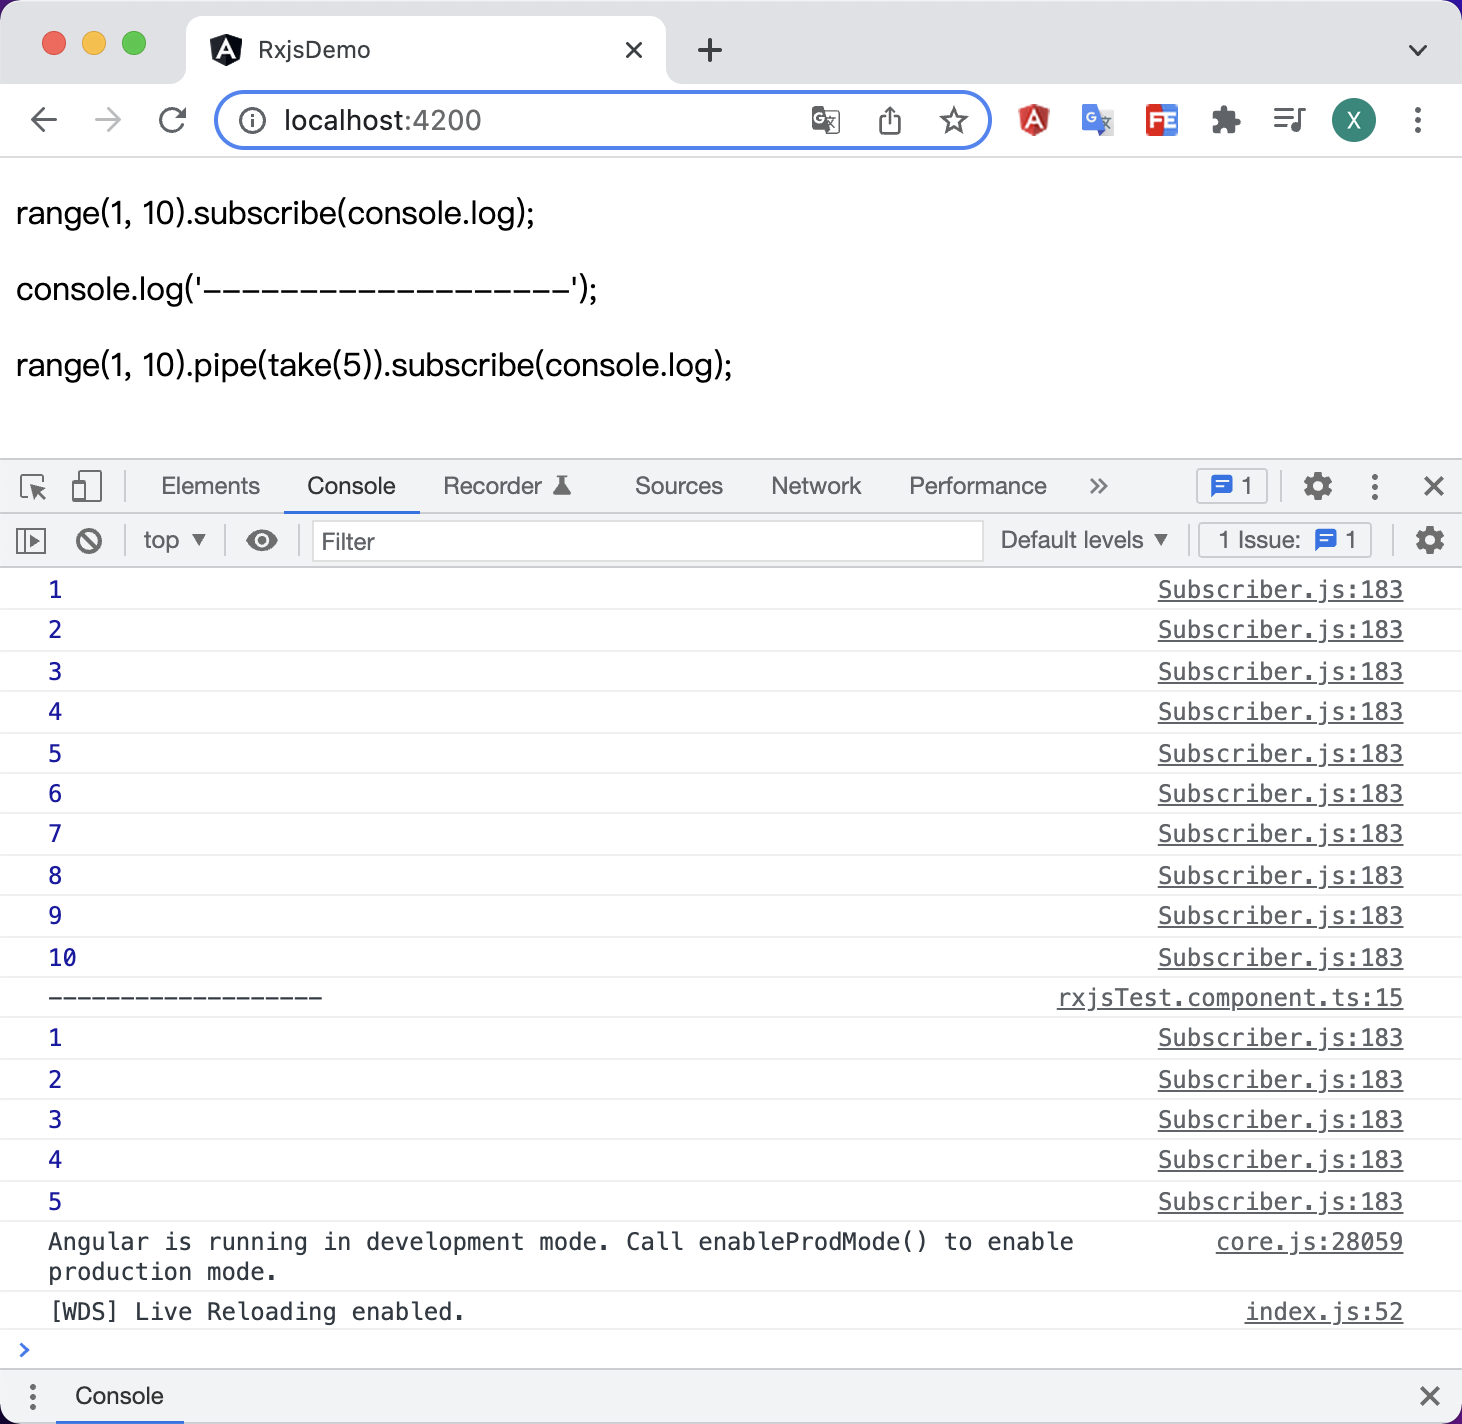 RxjsDemo
localhost:4200
X
range(1, 10).subscribe(console.log);
console.log('-------------------');
range(1, 10).pipe(take(5)).subscribe(console.log);
Elements Console Recorder Sources Network Performance 1
top Filter Default levels 1 Issue: 1
1 Subscriber.js:183
2 Subscriber.js:183
3 Subscriber.js:183
4 Subscriber.js:183
5 Subscriber.js:183
6 Subscriber.js:183
7 Subscriber.js:183
8 Subscriber.js:183
9 Subscriber.js:183
10 Subscriber.js:183
------------------- rxjsTest.component.ts:15
1 Subscriber.js:183
2 Subscriber.js:183
3 Subscriber.js:183
4 Subscriber.js:183
5 Subscriber.js:183
Angular is running in development mode. Call enableProdMode() to enable core.js:28059
production mode.
[WDS] Live Reloading enabled. index.js:52
Console